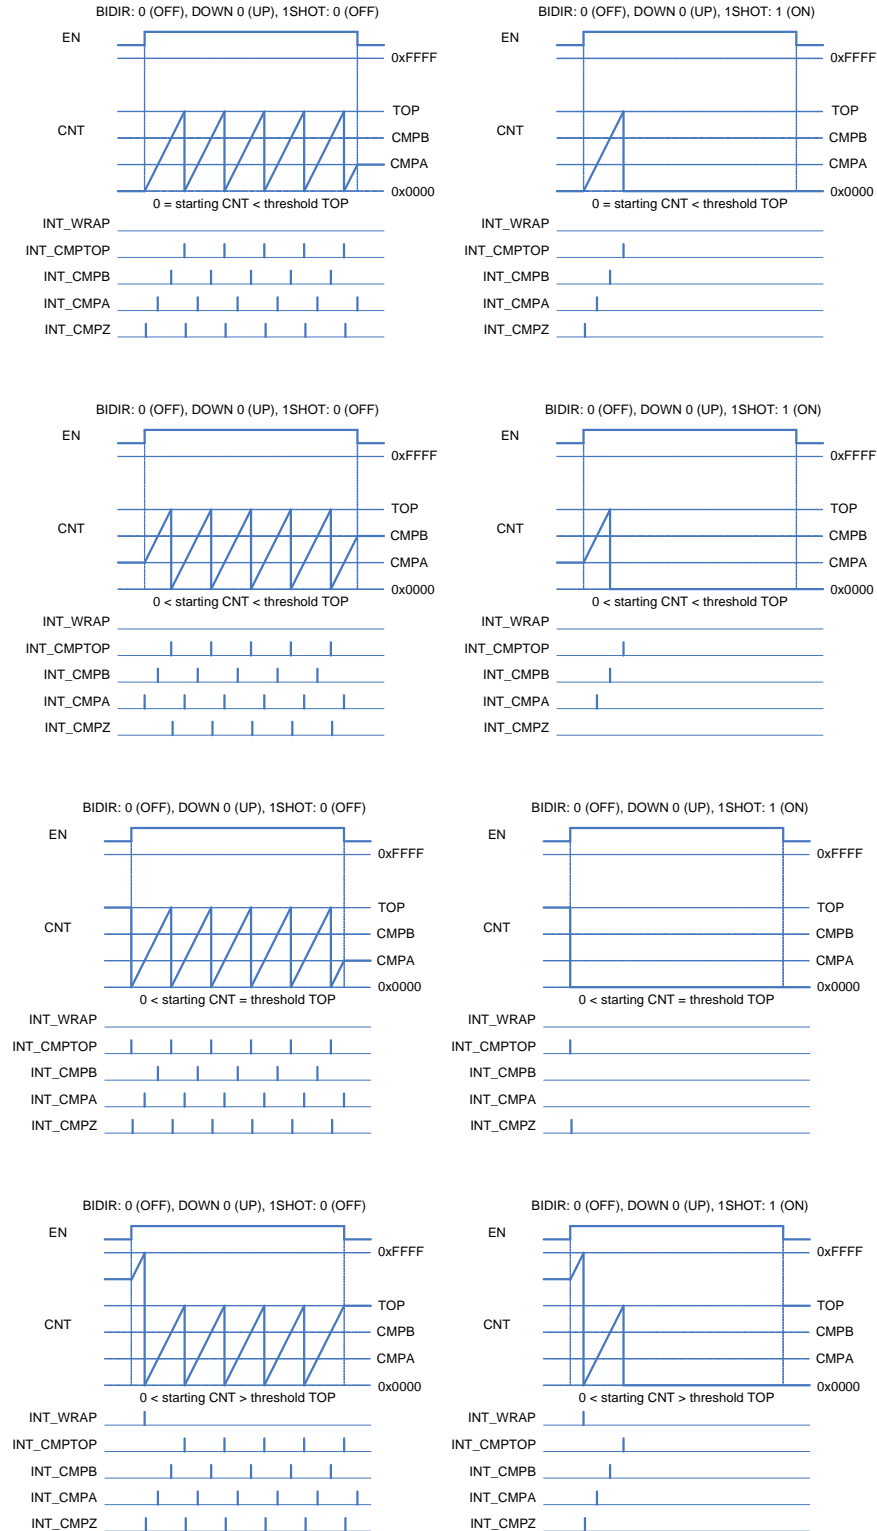 BIDIR: 0 (OFF), DOWN 0 (UP), 1SHOT: 0 (OFF)
EN
0xFFFF
TOP
CNT
CMPB
CMPA
0x0000
0 = starting CNT < threshold TOP
INT_WRAP
INT_CMPTOP
INT_CMPB
INT_CMPA
INT_CMPZ
BIDIR: 0 (OFF), DOWN 0 (UP), 1SHOT: 1 (ON)
EN
0xFFFF
TOP
CNT
CMPB
CMPA
0x0000
0 = starting CNT < threshold TOP
INT_WRAP
INT_CMPTOP
INT_CMPB
INT_CMPA
INT_CMPZ
BIDIR: 0 (OFF), DOWN 0 (UP), 1SHOT: 0 (OFF)
EN
0xFFFF
TOP
CNT
CMPB
CMPA
0x0000
0 < starting CNT < threshold TOP
INT_WRAP
INT_CMPTOP
INT_CMPB
INT_CMPA
INT_CMPZ
BIDIR: 0 (OFF), DOWN 0 (UP), 1SHOT: 1 (ON)
EN
0xFFFF
TOP
CNT
CMPB
CMPA
0x0000
0 < starting CNT < threshold TOP
INT_WRAP
INT_CMPTOP
INT_CMPB
INT_CMPA
INT_CMPZ
BIDIR: 0 (OFF), DOWN 0 (UP), 1SHOT: 0 (OFF)
EN
0xFFFF
TOP
CNT
CMPB
CMPA
0x0000
0 < starting CNT = threshold TOP
INT_WRAP
INT_CMPTOP
INT_CMPB
INT_CMPA
INT_CMPZ
BIDIR: 0 (OFF), DOWN 0 (UP), 1SHOT: 1 (ON)
EN
0xFFFF
TOP
CNT
CMPB
CMPA
0x0000
0 < starting CNT = threshold TOP
INT_WRAP
INT_CMPTOP
INT_CMPB
INT_CMPA
INT_CMPZ
BIDIR: 0 (OFF), DOWN 0 (UP), 1SHOT: 0 (OFF)
EN
0xFFFF
TOP
CNT
CMPB
CMPA
0x0000
0 < starting CNT > threshold TOP
INT_WRAP
INT_CMPTOP
INT_CMPB
INT_CMPA
INT_CMPZ
BIDIR: 0 (OFF), DOWN 0 (UP), 1SHOT: 1 (ON)
EN
0xFFFF
TOP
CNT
CMPB
CMPA
0x0000
0 < starting CNT > threshold TOP
INT_WRAP
INT_CMPTOP
INT_CMPB
INT_CMPA
INT_CMPZ